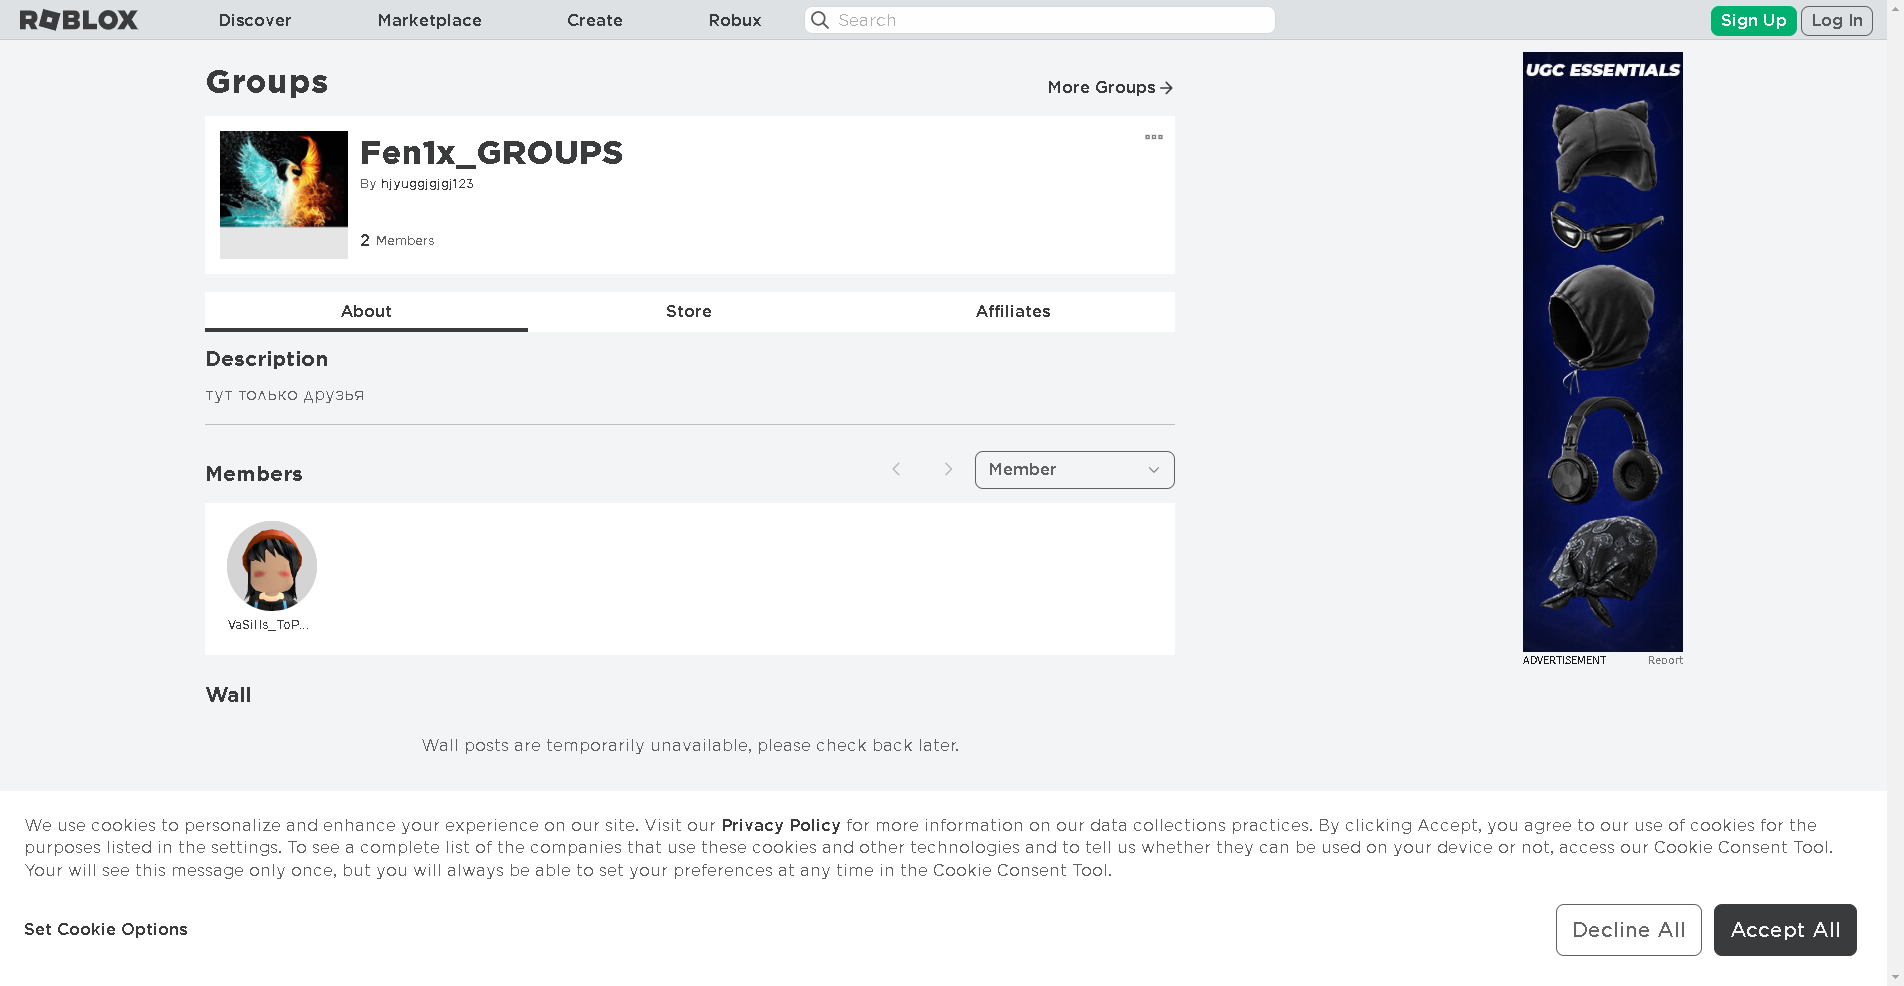 ROBLOX
Discover
Marketplace
Create
Robux
Search
Sign Up
Log In
Groups
More Groups
Fen1x_GROUPS
By hjyuggjgjgj123
2 Members
About
Store
Affiliates
Description
тут только друзья
Members
Member
VaSiIIs_ToP...
Wall
Wall posts are temporarily unavailable, please check back later.
UGC ESSENTIALS
ADVERTISEMENT
Report
We use cookies to personalize and enhance your experience on our site. Visit our Privacy Policy for more information on our data collections practices. By clicking Accept, you agree to our use of cookies for the
purposes listed in the settings. To see a complete list of the companies that use these cookies and other technologies and to tell us whether they can be used on your device or not, access our Cookie Consent Tool.
Your will see this message only once, but you will always be able to set your preferences at any time in the Cookie Consent Tool.
Set Cookie Options
Decline All
Accept All